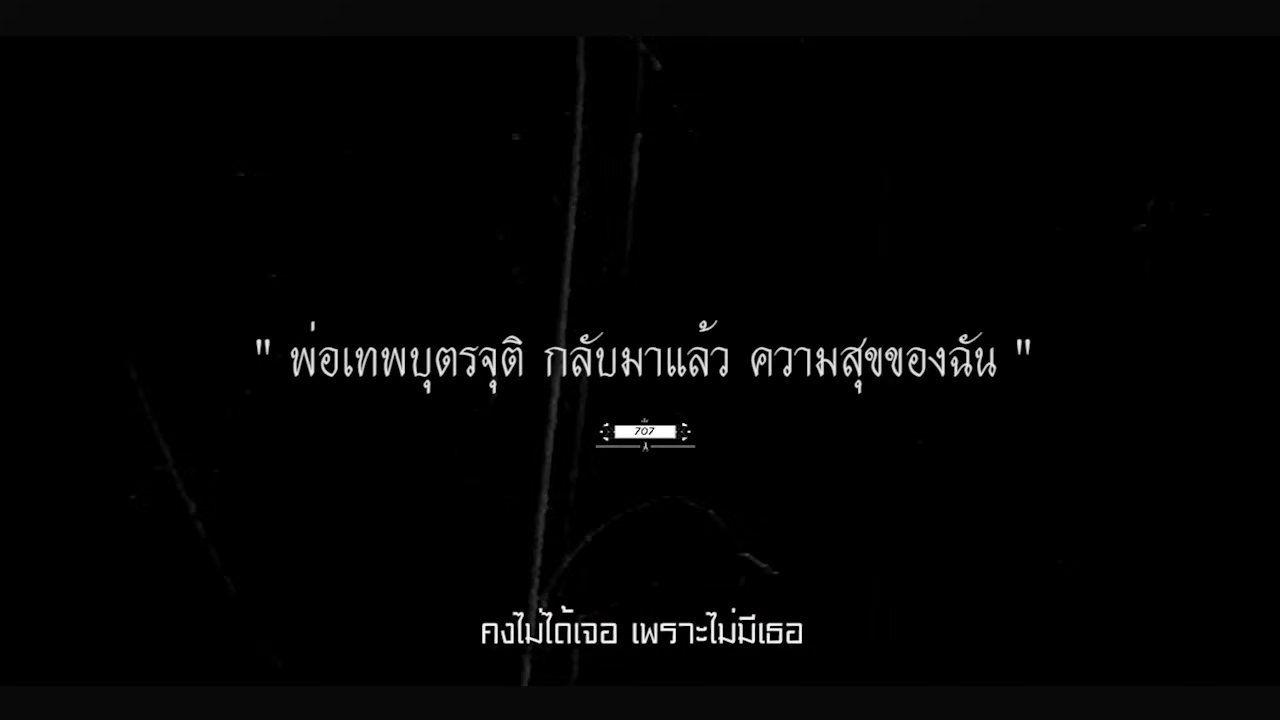 " พ่อเทพบุตรจุติ กลับมาแล้ว ความสุขของฉัน "
707
คงไม่ได้เจอ เพราะไม่มีเธอ